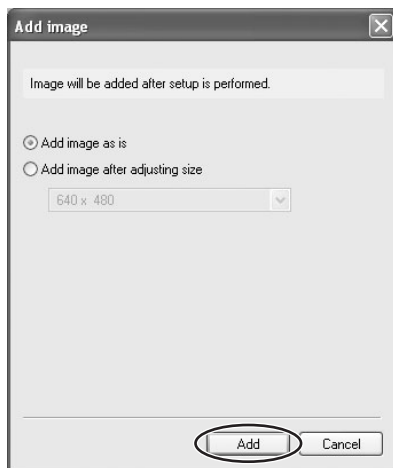 Add image
Image will be added after setup is performed.
Add image as is
Add image after adjusting size
640 x 480
Add
Cancel